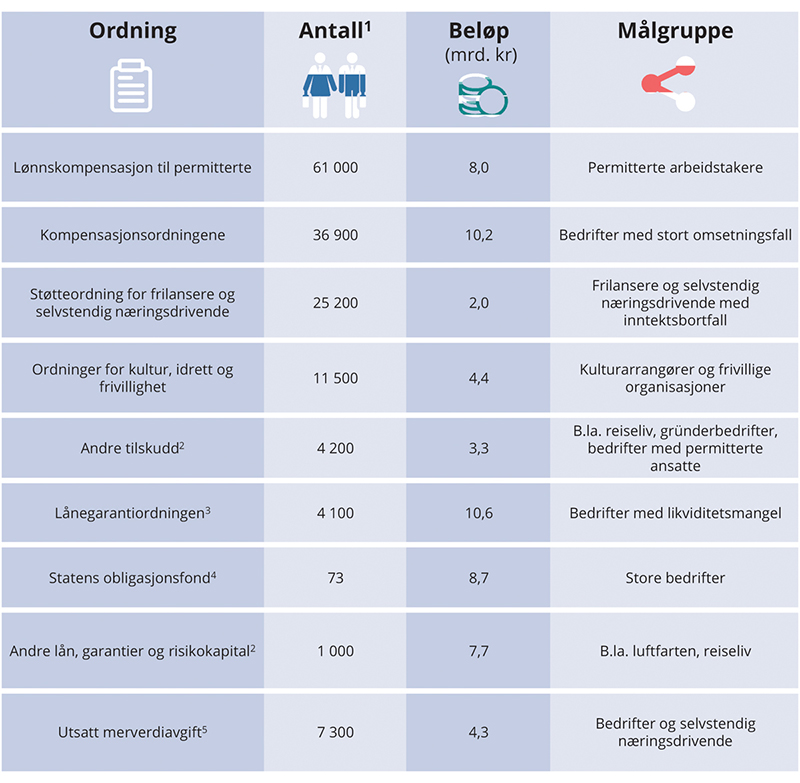 Ordning
Antall¹
Beløp
(mrd. kr)
Målgruppe
Lønnskompensasjon til permitterte
61 000
8,0
Permitterte arbeidstakere
Kompensasjonsordningene
36 900
10,2
Bedrifter med stort omsetningsfall
Støtteordning for frilansere og
selvstendig næringsdrivende
25 200
2,0
Frilansere og selvstendig
næringsdrivende med
inntektsbortfall
Ordninger for kultur, idrett og
frivillighet
11 500
4,4
Kulturarrangører og frivillige
organisasjoner
Andre tilskudd²
4 200
3,3
B.la. reiseliv, gründerbedrifter,
bedrifter med permitterte
ansatte
Lånegarantiordningen³
4 100
10,6
Bedrifter med likviditetsmangel
Statens obligasjonsfond⁴
73
8,7
Store bedrifter
Andre lån, garantier og risikokapital²
1 000
7,7
B.la. luftfarten, reiseliv
Utsatt merverdiavgift⁵
7 300
4,3
Bedrifter og selvstendig
næringsdrivende